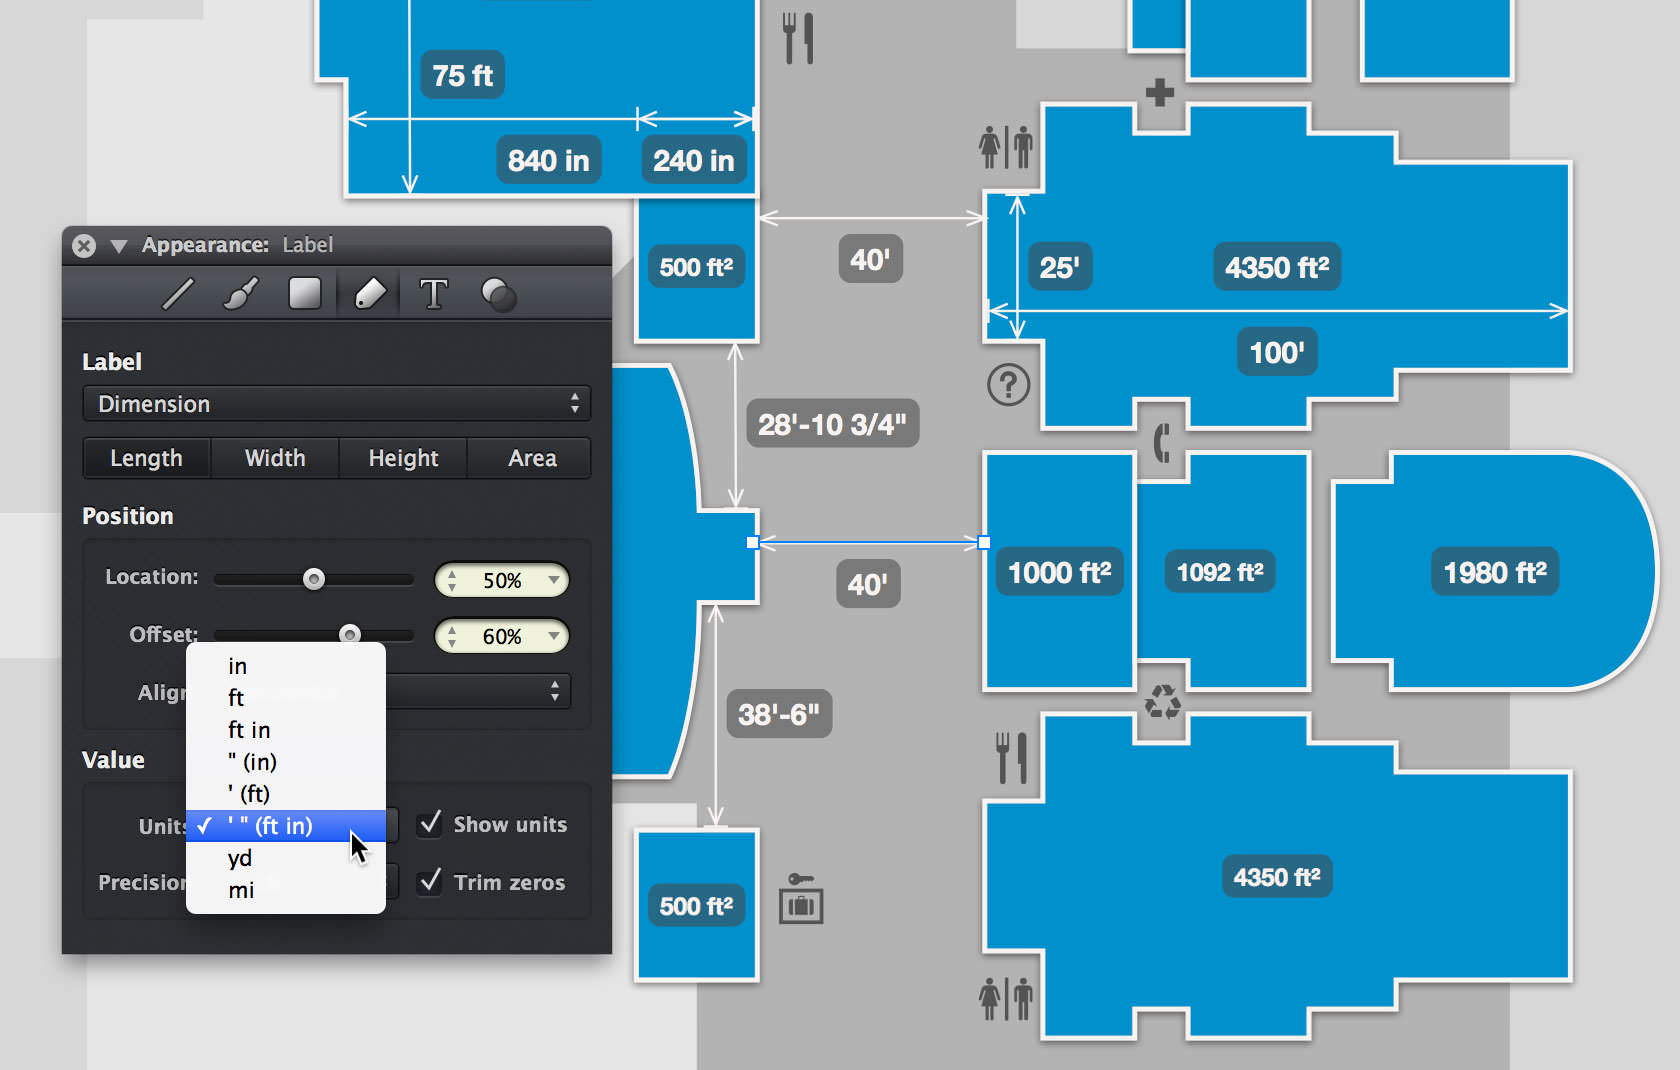 75 ft
840 in
240 in
Appearance: Label
T
Label
Dimension
Length
Width
Height
Area
Position
Location:
50%
Offset:
60%
Align
in
ft
ft in
" (in)
' (ft)
Value
Units
✓ ' " (ft in)
Show units
yd
Precision
Trim zeros
mi
500 ft²
40'
25'
4350 ft²
100'
?
28'-10 3/4"
40'
1000 ft²
1092 ft²
1980 ft²
38'-6"
4350 ft²
500 ft²